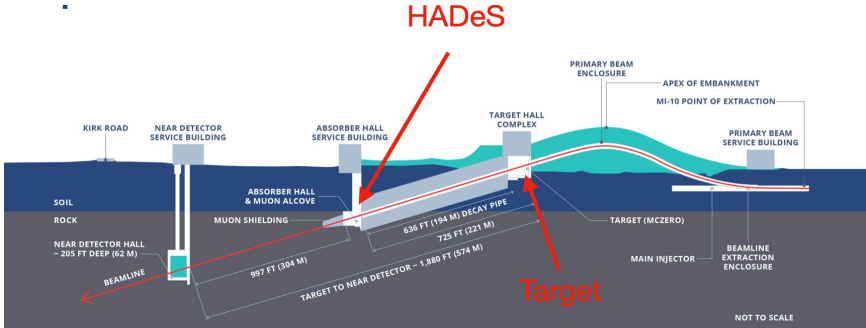 HADeS
PRIMARY BEAM
ENCLOSURE
APEX OF EMBANKMENT
MI-10 POINT OF EXTRACTION
KIRK ROAD
NEAR DETECTOR
SERVICE BUILDING
ABSORBER HALL
SERVICE BUILDING
TARGET HALL
COMPLEX
PRIMARY BEAM
SERVICE BUILDING
ABSORBER HALL
& MUON ALCOVE
SOIL
ROCK
MUON SHIELDING
636 FT (194 M) DECAY PIPE
725 FT (221 M)
TARGET (MCZERO)
NEAR DETECTOR HALL
~ 205 FT DEEP (62 M)
BEAMLINE
997 FT (304 M)
TARGET TO NEAR DETECTOR ~ 1,880 FT (574 M)
MAIN INJECTOR
BEAMLINE
EXTRACTION
ENCLOSURE
Target
NOT TO SCALE